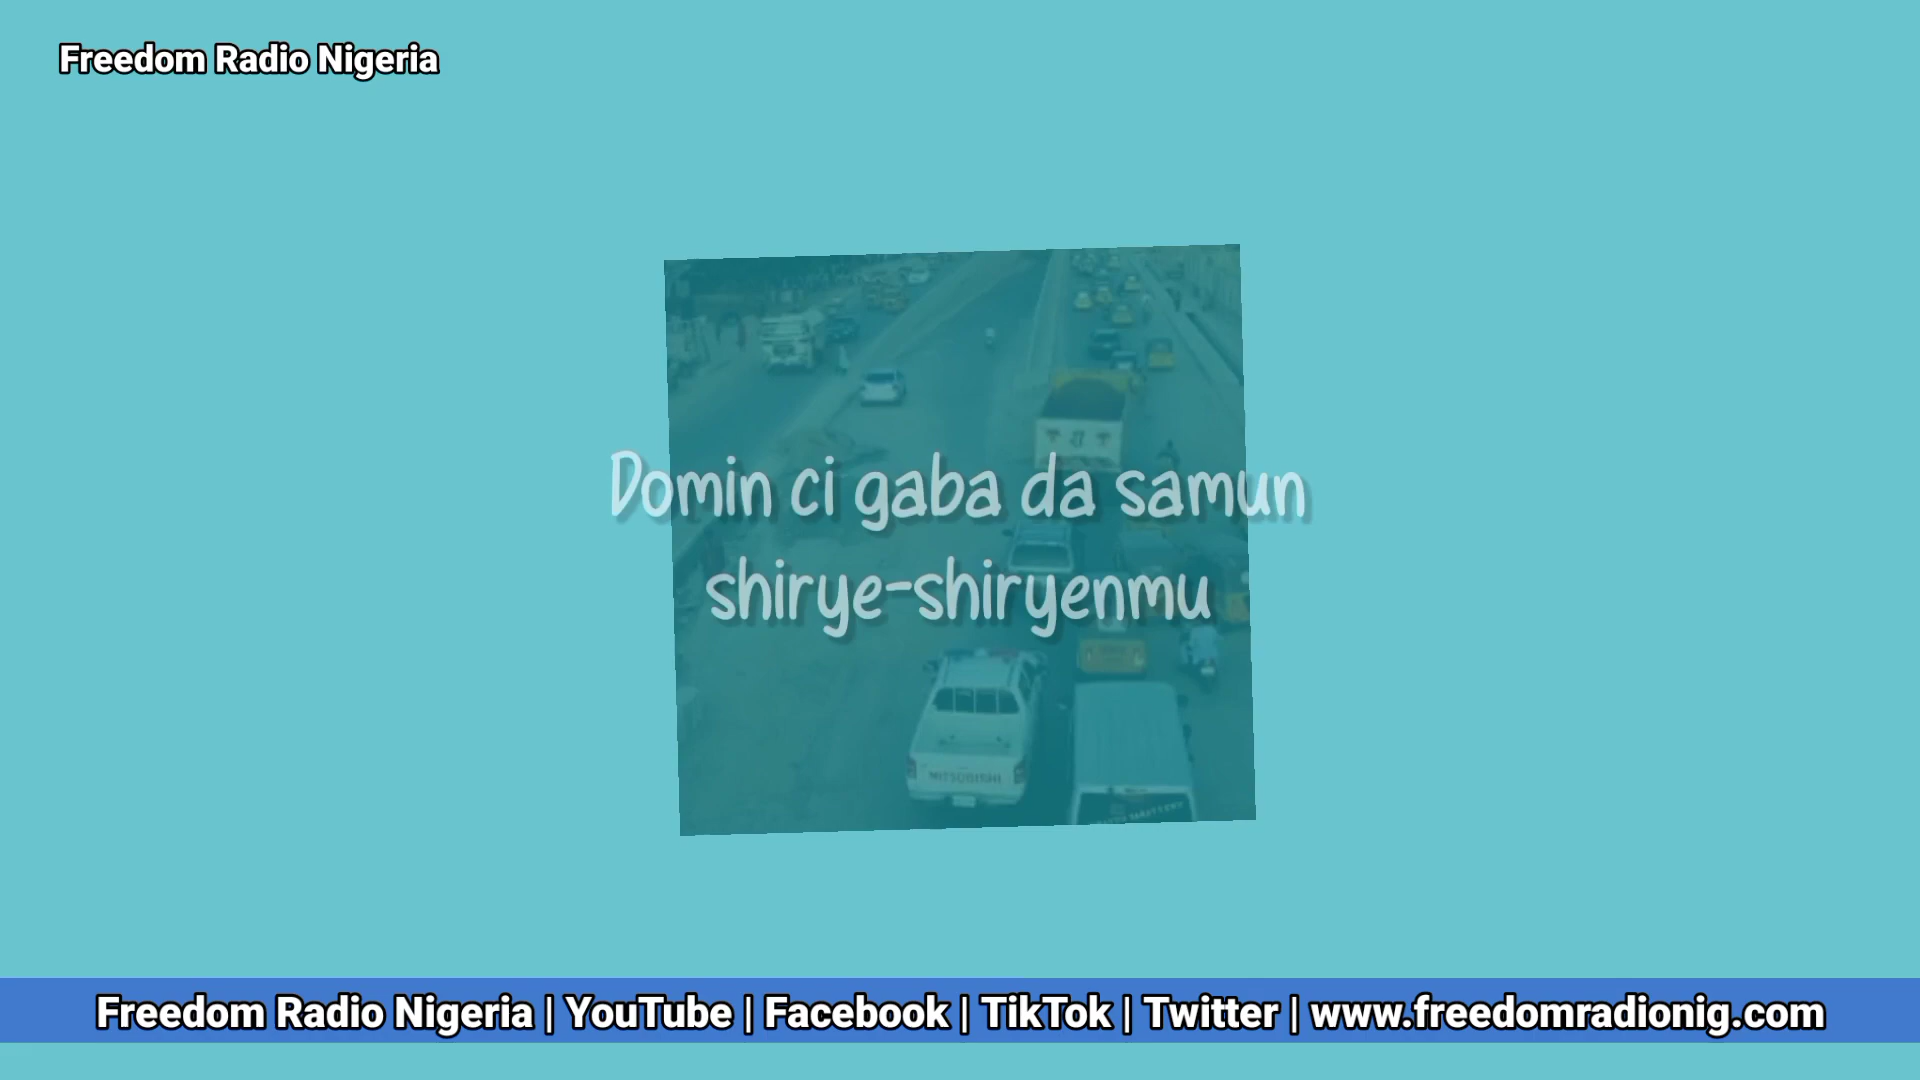 Freedom Radio Nigeria
Domin ci gaba da samun
shirye-shiryenmu
MITSUBISHI
Freedom Radio Nigeria | YouTube | Facebook | TikTok | Twitter | www.freedomradionig.com